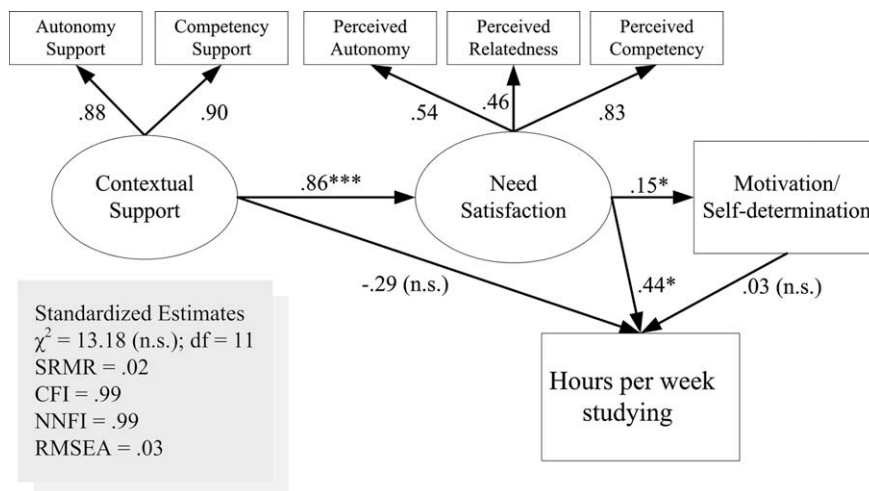 Autonomy
Support
Competency
Support
Perceived
Autonomy
Perceived
Relatedness
Perceived
Competency
.88
.90
.54
.46
.83
Contextual
Support
.86***
Need
Satisfaction
.15*
Motivation/
Self-determination
-.29 (n.s.)
.44*
.03 (n.s.)
Hours per week
studying
Standardized Estimates
χ² = 13.18 (n.s.); df = 11
SRMR = .02
CFI = .99
NNFI = .99
RMSEA = .03